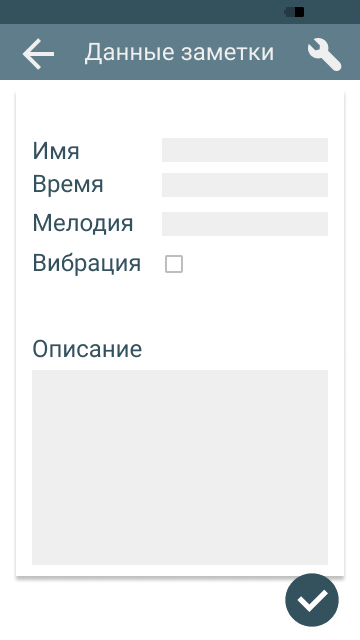 Данные заметки
Имя
Время
Мелодия
Вибрация
Описание